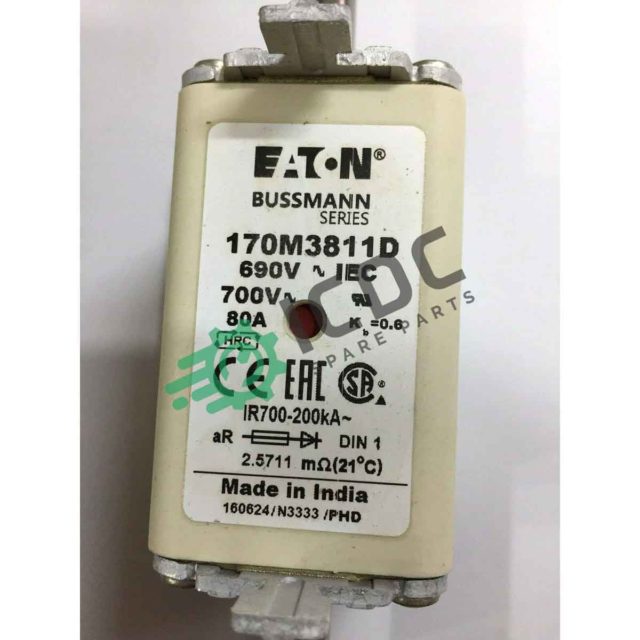 EATON®
BUSSMANN
SERIES
170M3811D
690V ~ IEC
700V~
80A
K b =0.6
HRC
CE EAC SA
IR700-200kA~
aR DIN 1
2.5711 mΩ(21°C)
Made in India
160624/N3333/PHD
ICDC
SPARE PARTS